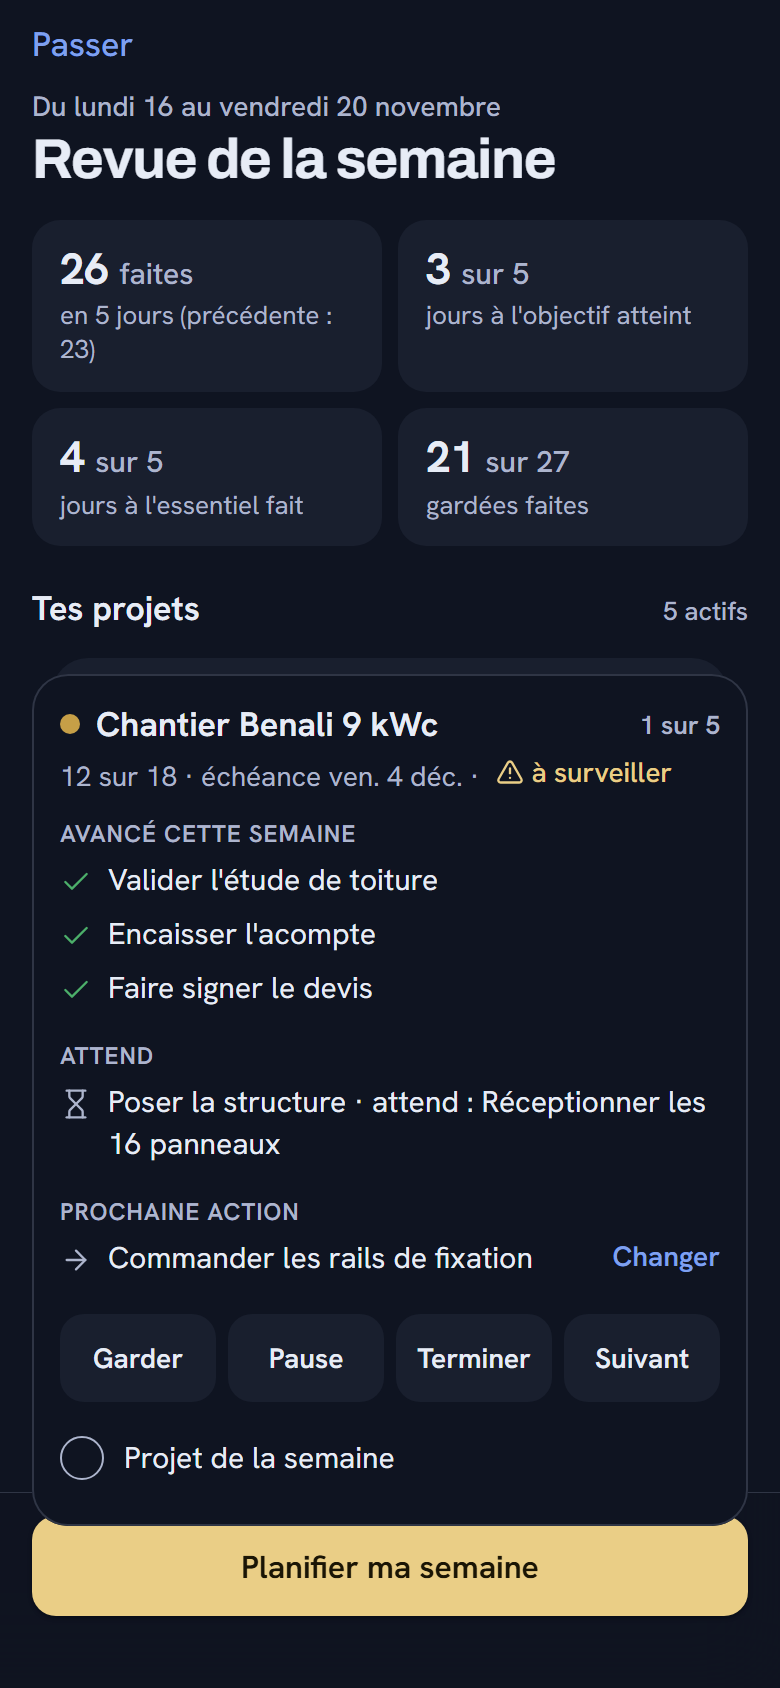 Passer
Du lundi 16 au vendredi 20 novembre
Revue de la semaine
26 faites
en 5 jours (précédente :
23)
3 sur 5
jours à l'objectif atteint
4 sur 5
jours à l'essentiel fait
21 sur 27
gardées faites
Tes projets
5 actifs
Chantier Benali 9 kWc
1 sur 5
12 sur 18 · échéance ven. 4 déc. · à surveiller
AVANCÉ CETTE SEMAINE
Valider l'étude de toiture
Encaisser l'acompte
Faire signer le devis
ATTEND
Poser la structure · attend : Réceptionner les
16 panneaux
PROCHAINE ACTION
Commander les rails de fixation
Changer
Garder
Pause
Terminer
Suivant
Projet de la semaine
Planifier ma semaine